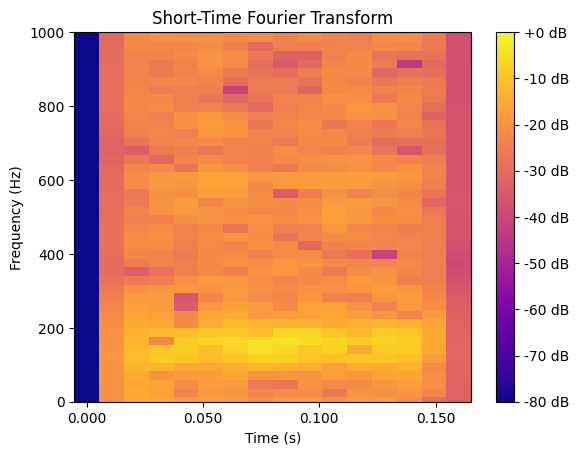 Short-Time Fourier Transform
1000
800
600
400
200
0
Frequency (Hz)
0.000
0.050
0.100
0.150
Time (s)
+0 dB
-10 dB
-20 dB
-30 dB
-40 dB
-50 dB
-60 dB
-70 dB
-80 dB